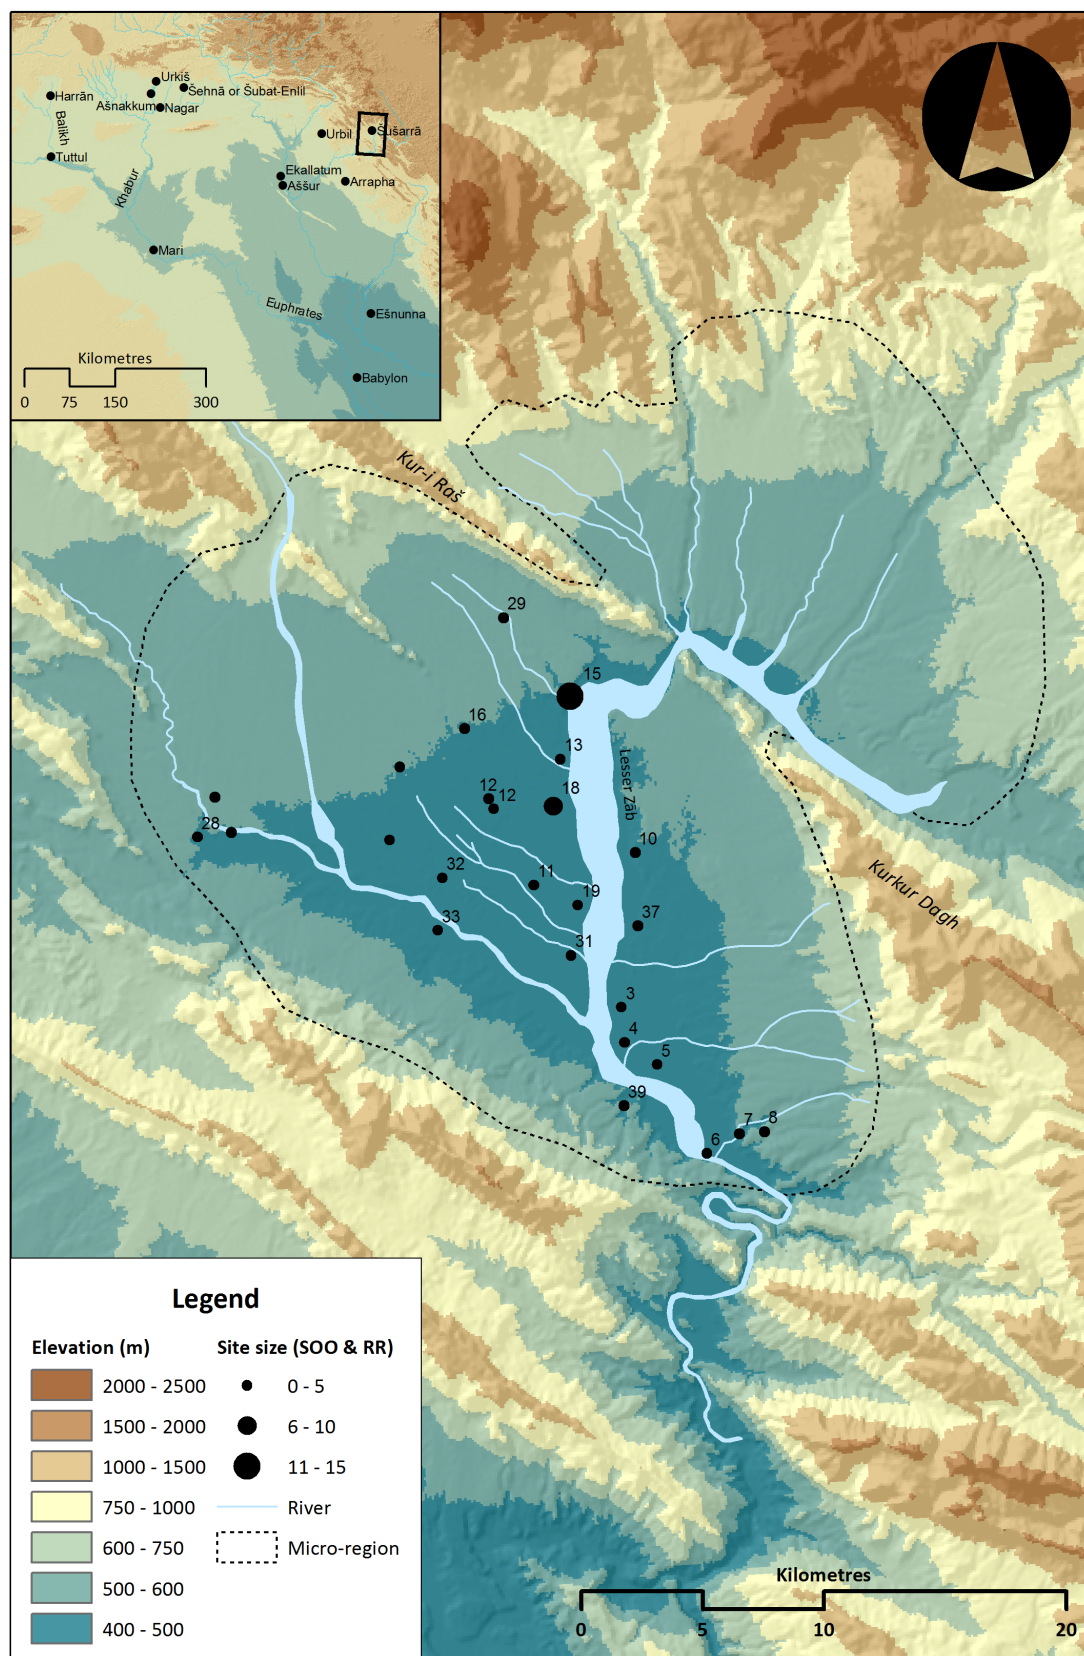 Urkiš
Harrān
Šehnā or Šubat-Enlil
Ašnakkum
Nagar
Balikh
Urbil
Šušarrā
Tuttul
Khabur
Ekallatum
Aššur
Arrapha
Mari
Euphrates
Ešnunna
Kilometres
Babylon
0 75 150 300
Kur-i Raš
29
15
16
13
Lesser Zāb
12
12
18
28
10
32
11
Kurkur Dagh
19
33
37
31
3
4
5
39
7
8
6
Legend
Elevation (m) Site size (SOO & RR)
2000 - 2500 0 - 5
1500 - 2000 6 - 10
1000 - 1500 11 - 15
750 - 1000 River
600 - 750 Micro-region
500 - 600
400 - 500
Kilometres
0 5 10 20